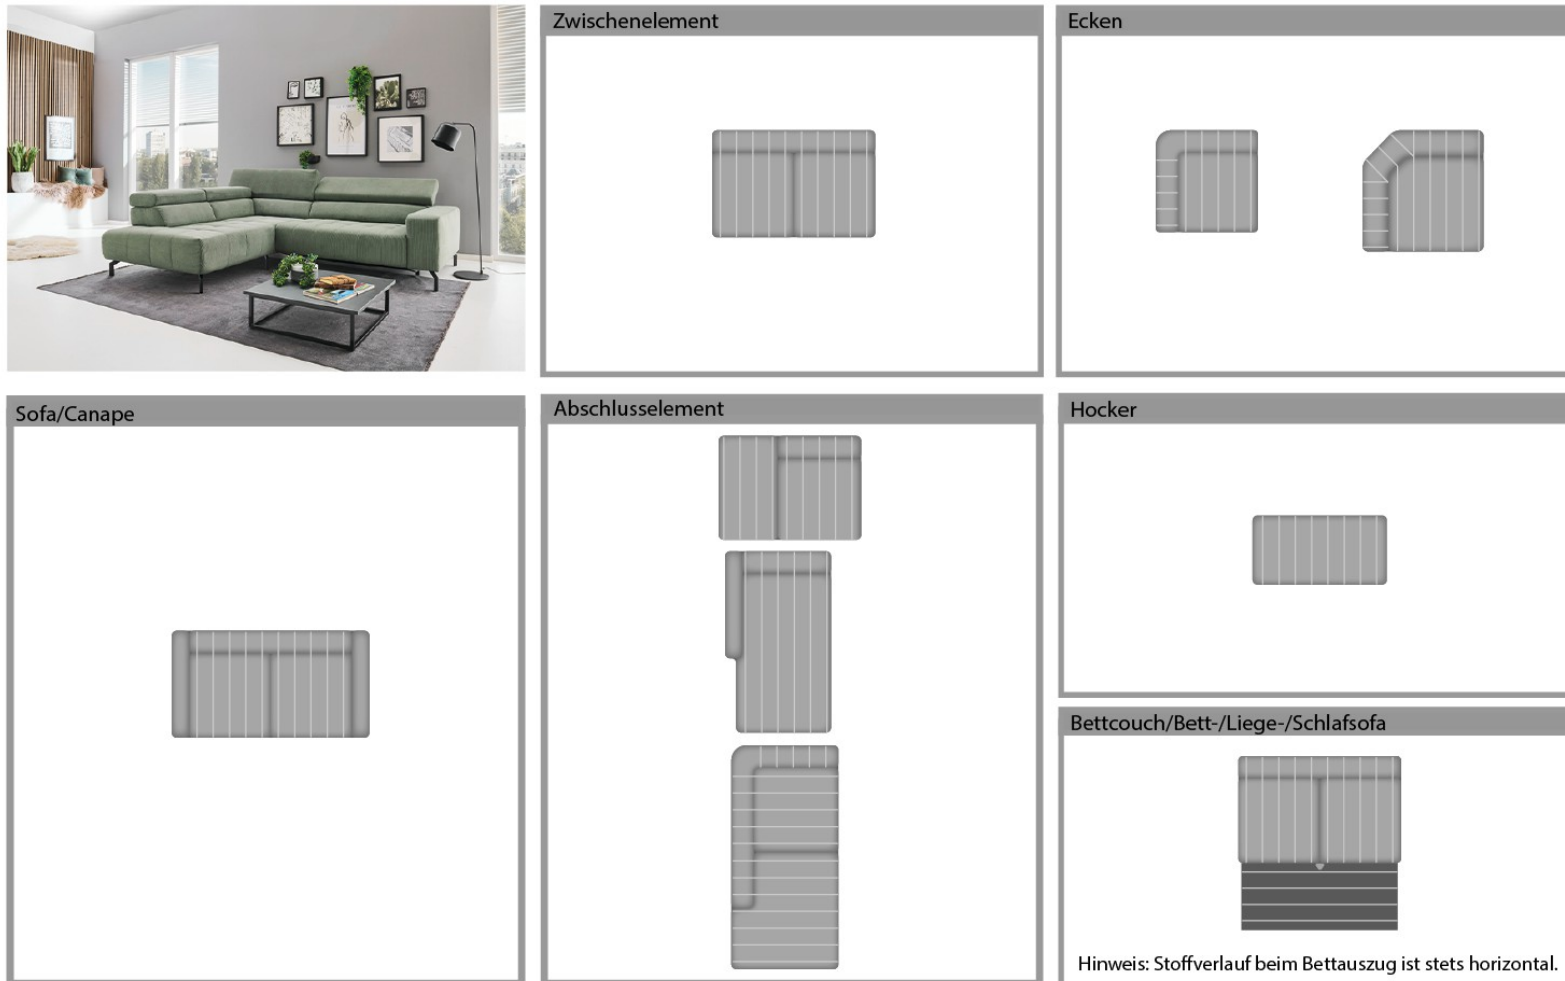 Zwischenelement
Ecken
Sofa/Canape
Abschlusselement
Hocker
Bettcouch/Bett-/Liege-/Schlafsofa
Hinweis: Stoffverlauf beim Bettauszug ist stets horizontal.